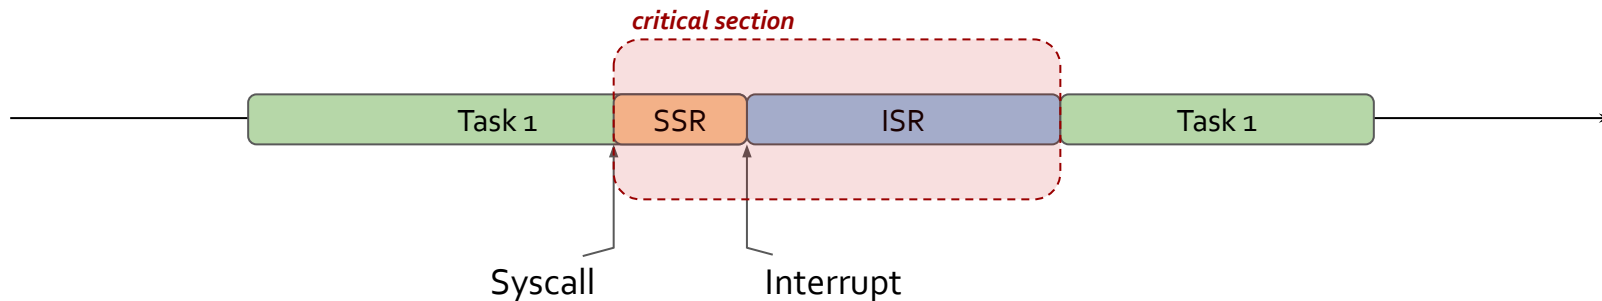 critical section
Task 1
SSR
ISR
Task 1
Syscall
Interrupt